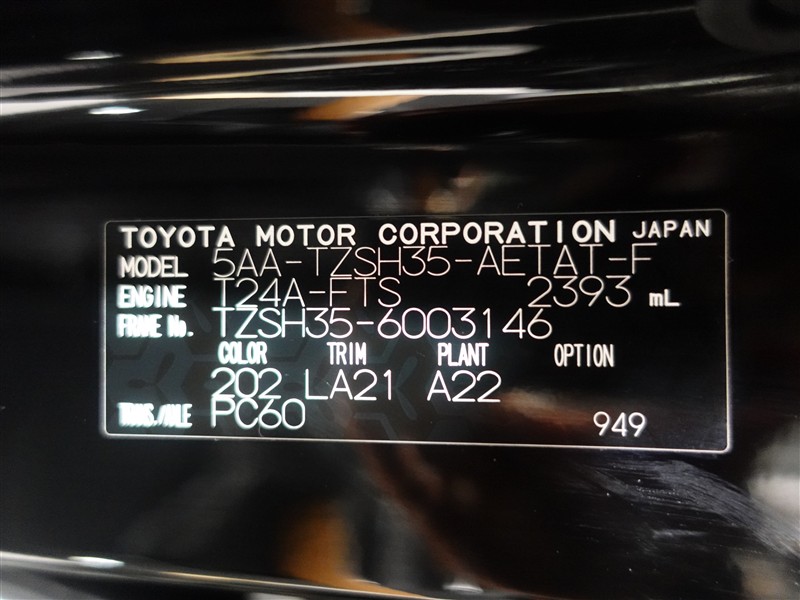 TOYOTA MOTOR CORPORATION JAPAN
MODEL 5AA-TZSH35-AETAT-F
ENGINE T24A-FTS 2393 mL
FRAME No. TZSH35-6003146
COLOR TRIM PLANT OPTION
202 LA21 A22
TRANS./AXLE PC60 949